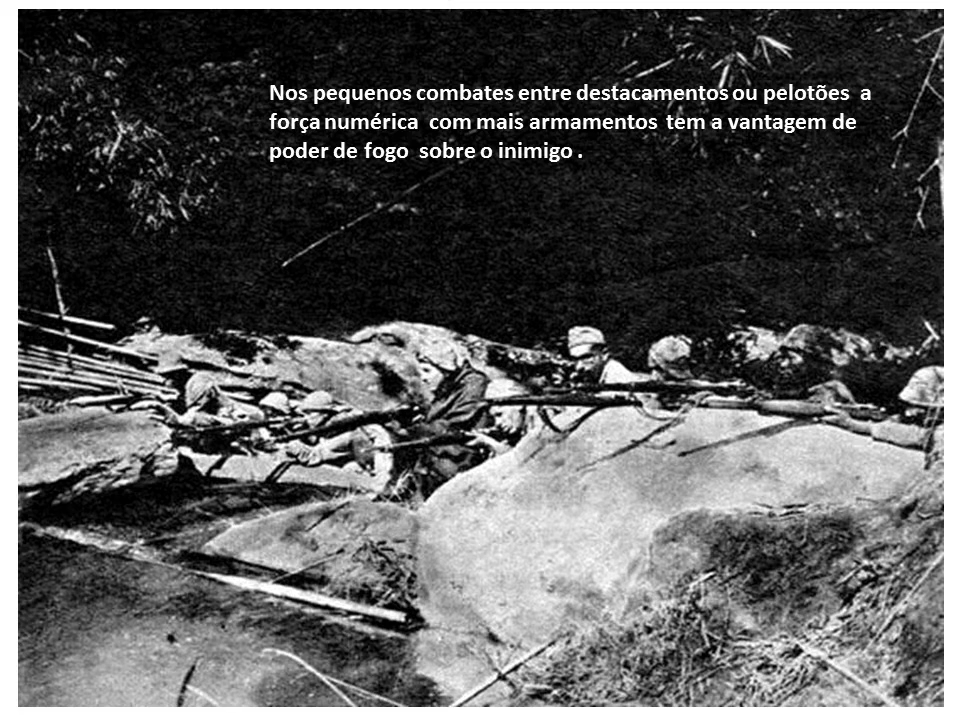 Nos pequenos combates entre destacamentos ou pelotões a
força numérica com mais armamentos tem a vantagem de
poder de fogo sobre o inimigo .